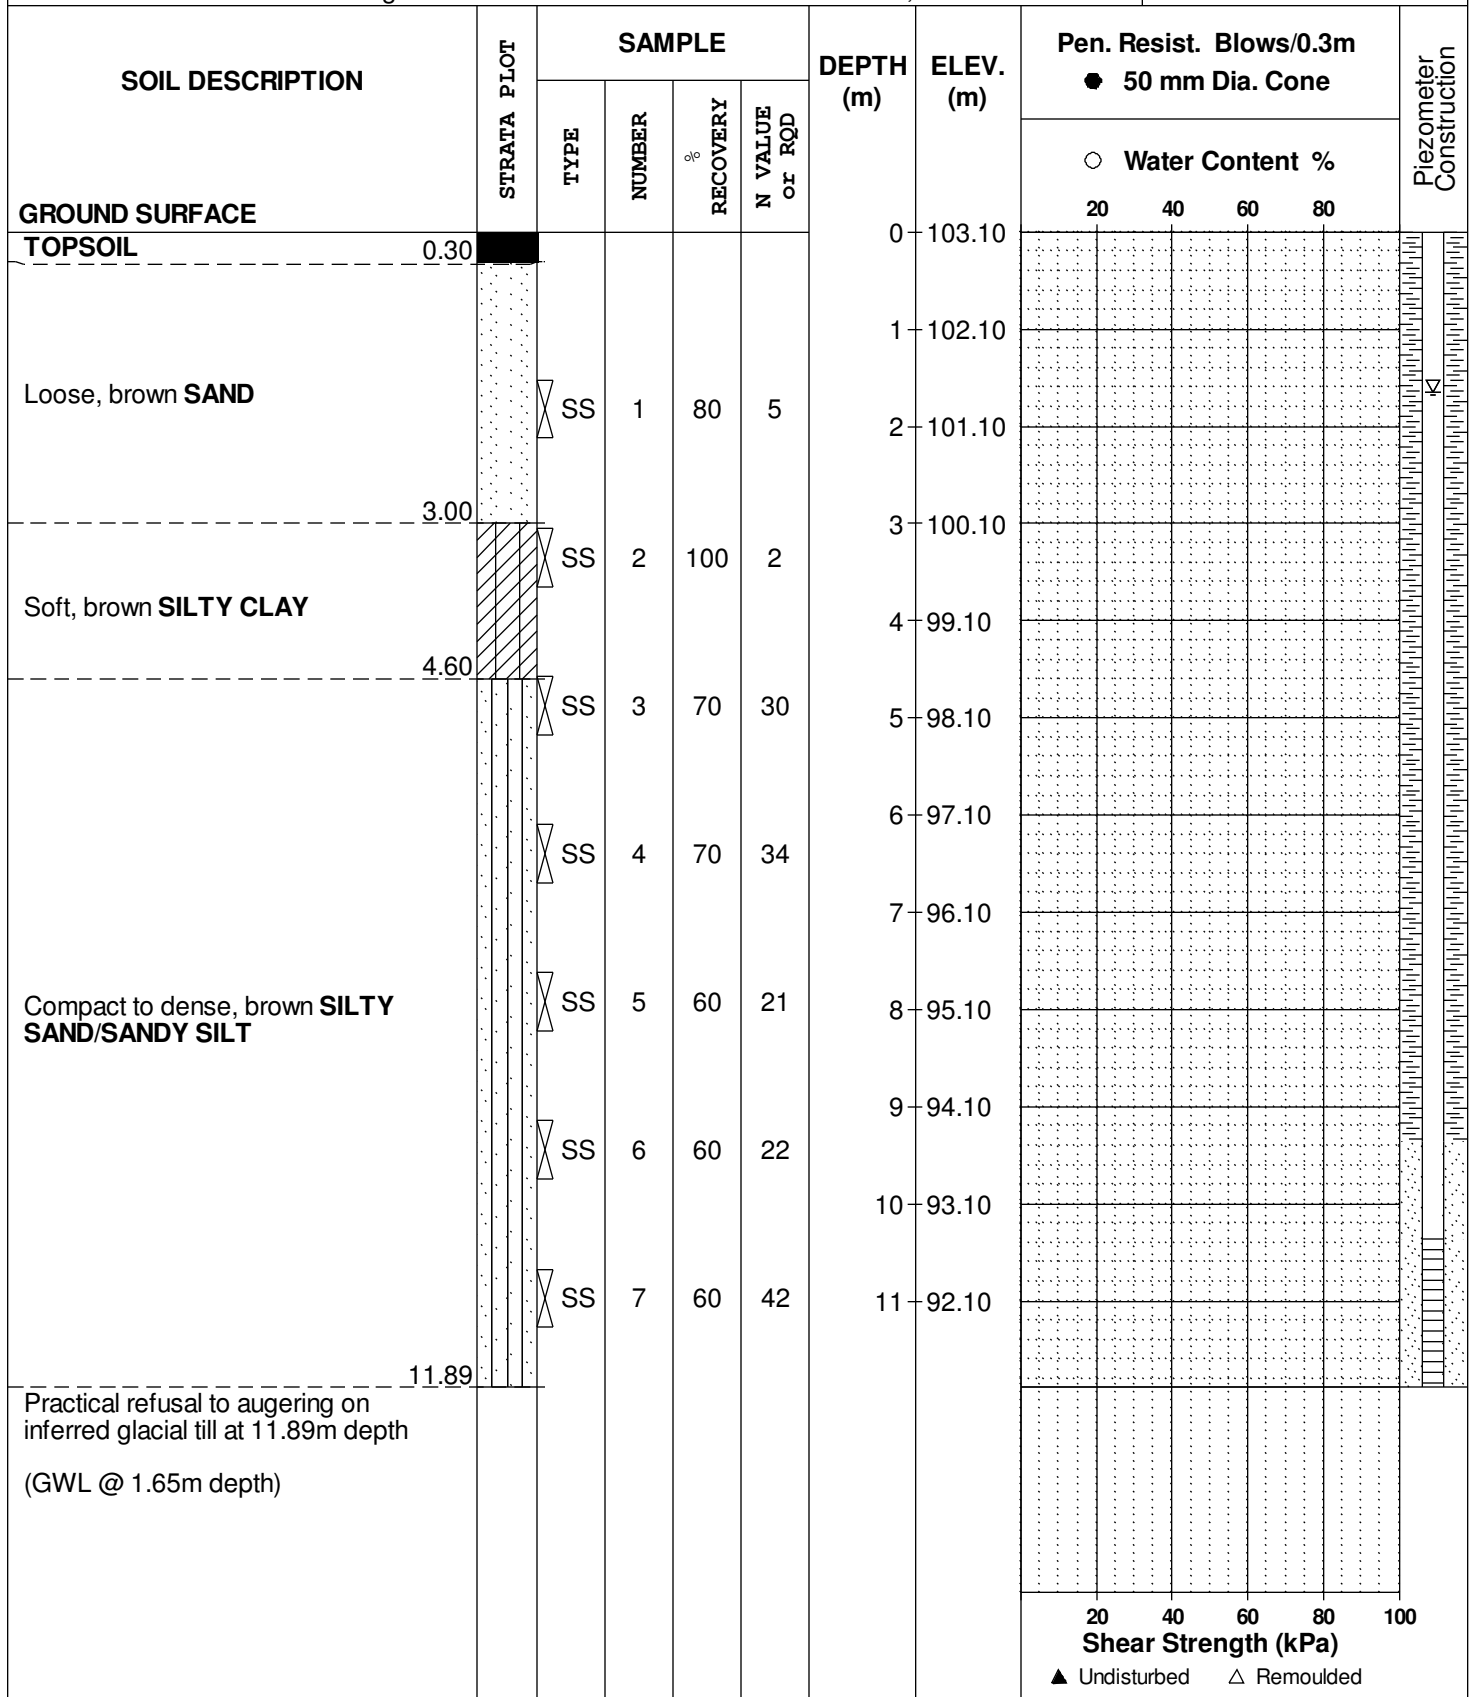 SOIL DESCRIPTION
GROUND SURFACE
STRATA PLOT
SAMPLE
TYPE
NUMBER
%
RECOVERY
N VALUE
or RQD
DEPTH
(m)
ELEV.
(m)
Pen. Resist. Blows/0.3m
● 50 mm Dia. Cone
○ Water Content %
20 40 60 80
Piezometer
Construction
0 103.10
TOPSOIL 0.30
1 102.10
Loose, brown SAND
SS 1 80 5
2 101.10
3.00
3 100.10
SS 2 100 2
Soft, brown SILTY CLAY
4 99.10
4.60
SS 3 70 30
5 98.10
6 97.10
SS 4 70 34
7 96.10
Compact to dense, brown SILTY
SAND/SANDY SILT
SS 5 60 21
8 95.10
9 94.10
SS 6 60 22
10 93.10
SS 7 60 42
11 92.10
11.89
Practical refusal to augering on
inferred glacial till at 11.89m depth
(GWL @ 1.65m depth)
20 40 60 80 100
Shear Strength (kPa)
▲ Undisturbed △ Remoulded